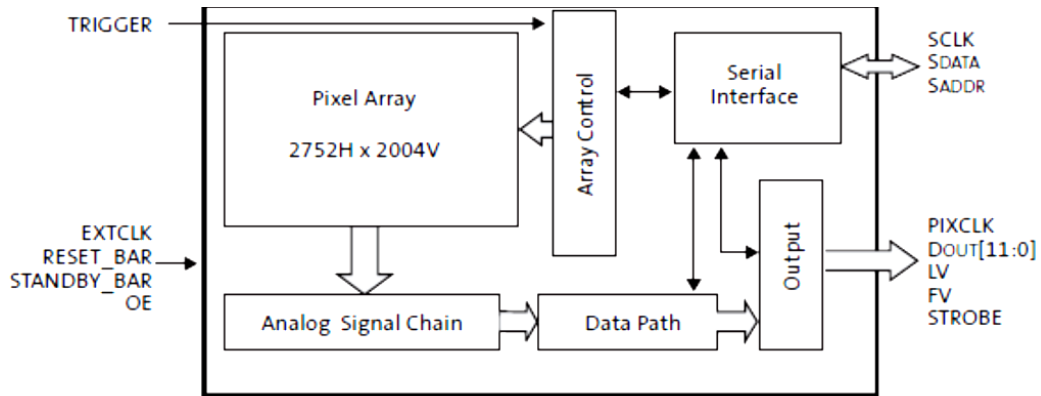 TRIGGER
Pixel Array
2752H x 2004V
Array Control
Serial
Interface
SCLK
SDATA
SADDR
EXTCLK
RESET_BAR
STANDBY_BAR
OE
Analog Signal Chain
Data Path
Output
PIXCLK
DOUT[11:0]
LV
FV
STROBE